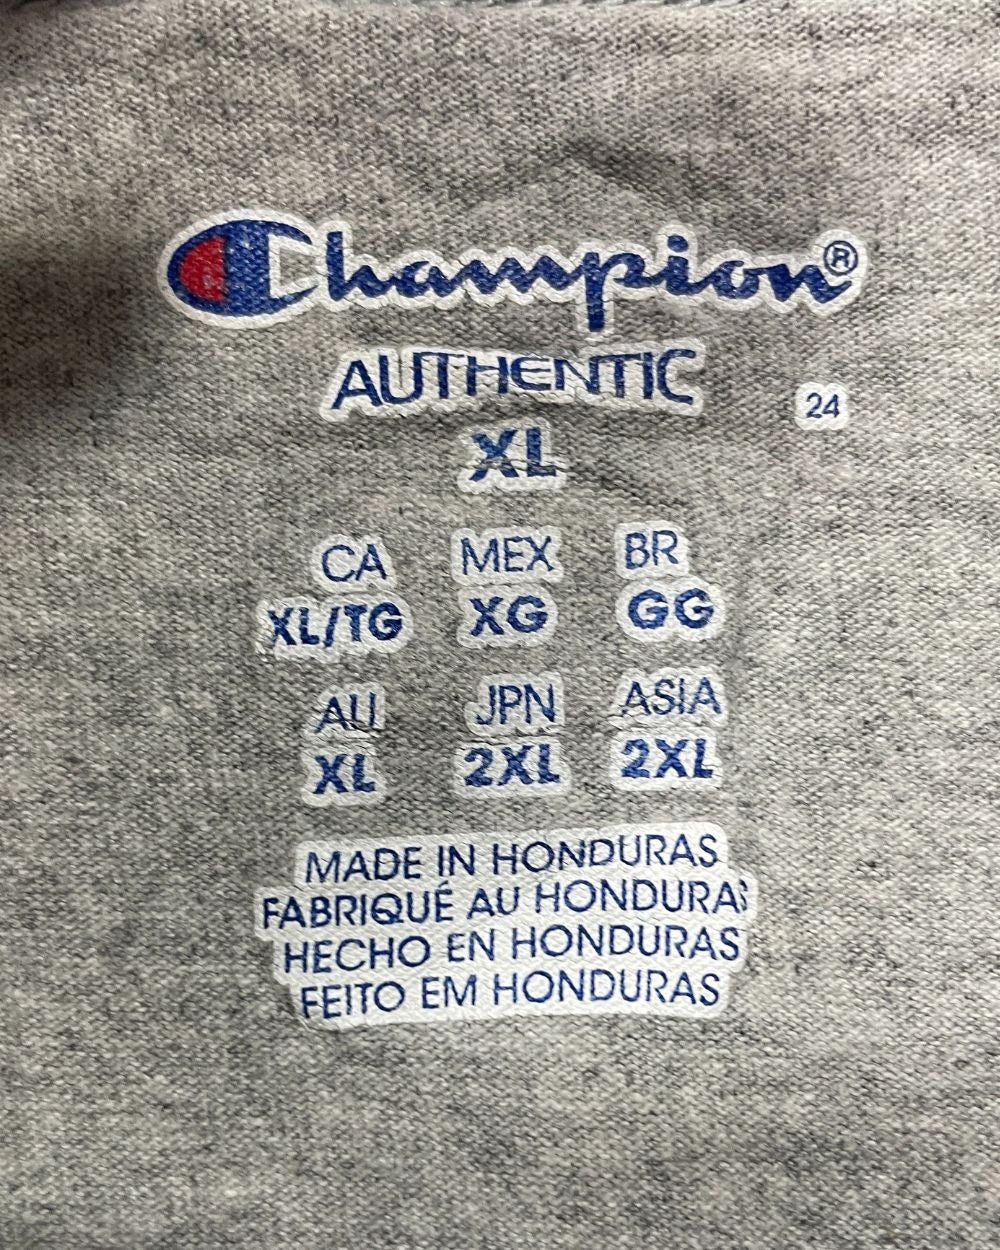 Champion®
AUTHENTIC
24
XL
CA MEX BR
XL/TG XG GG
AU JPN ASIA
XL 2XL 2XL
MADE IN HONDURAS
FABRIQUÉ AU HONDURAS
HECHO EN HONDURAS
FEITO EM HONDURAS